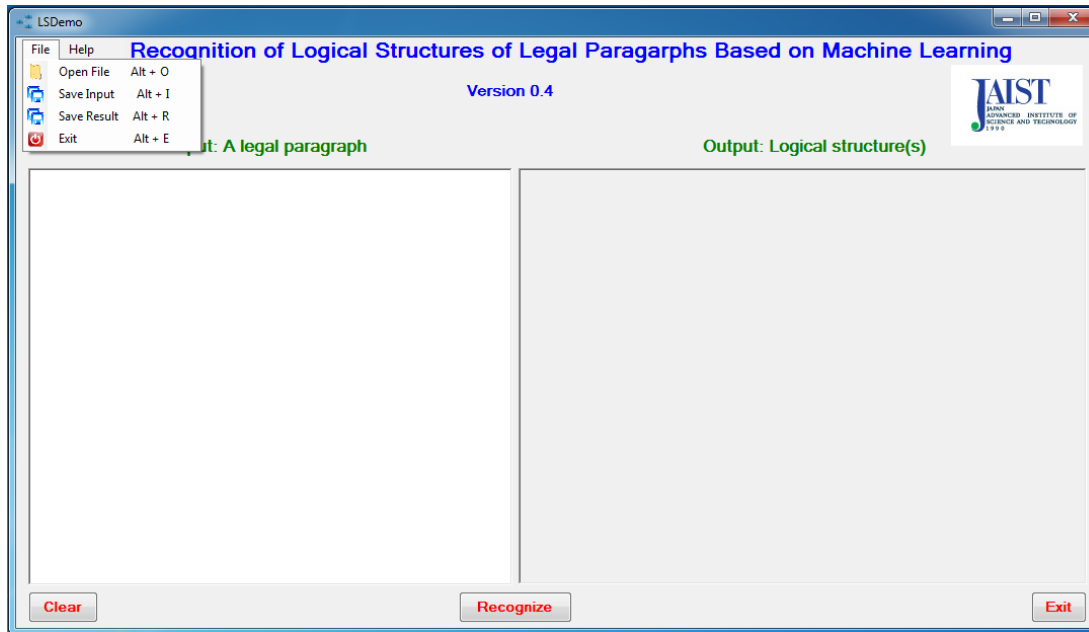 LSDemo
File Help Recognition of Logical Structures of Legal Paragarphs Based on Machine Learning
Open File Alt + O
Save Input Alt + I
Save Result Alt + R
Exit Alt + E
Version 0.4
JAIST
JAPAN
ADVANCED INSTITUTE OF
SCIENCE AND TECHNOLOGY
1990
: A legal paragraph
Output: Logical structure(s)
Clear Recognize Exit